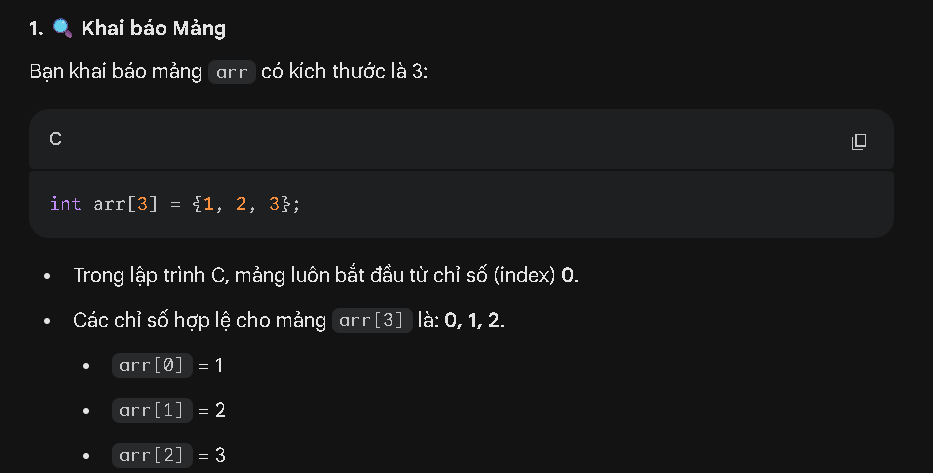 1. 🔍 Khai báo Mảng
Bạn khai báo mảng arr có kích thước là 3:
C
int arr[3] = {1, 2, 3};
• Trong lập trình C, mảng luôn bắt đầu từ chỉ số (index) 0.
• Các chỉ số hợp lệ cho mảng arr[3] là: 0, 1, 2.
• arr[0] = 1
• arr[1] = 2
• arr[2] = 3